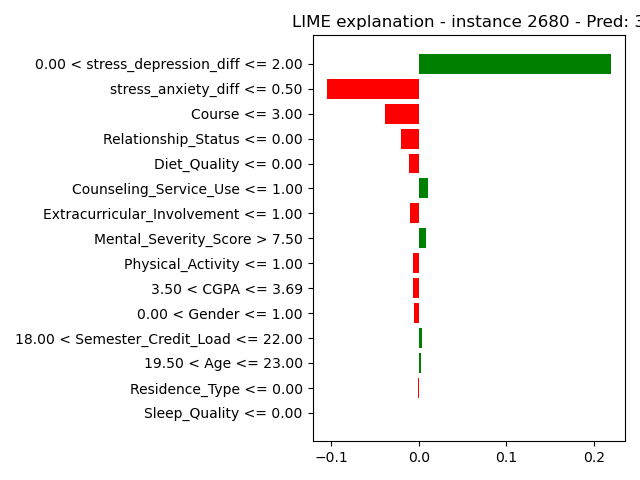 LIME explanation - instance 2680 - Pred: 3
0.00 < stress_depression_diff <= 2.00
stress_anxiety_diff <= 0.50
Course <= 3.00
Relationship_Status <= 0.00
Diet_Quality <= 0.00
Counseling_Service_Use <= 1.00
Extracurricular_Involvement <= 1.00
Mental_Severity_Score > 7.50
Physical_Activity <= 1.00
3.50 < CGPA <= 3.69
0.00 < Gender <= 1.00
18.00 < Semester_Credit_Load <= 22.00
19.50 < Age <= 23.00
Residence_Type <= 0.00
Sleep_Quality <= 0.00
−0.1 0.0 0.1 0.2